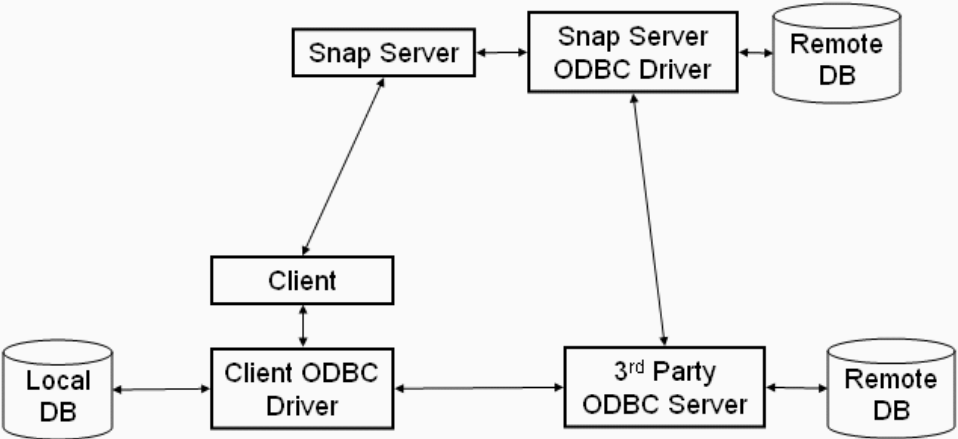 Snap Server
Snap Server
ODBC Driver
Remote
DB
Client
Local
DB
Client ODBC
Driver
3rd Party
ODBC Server
Remote
DB